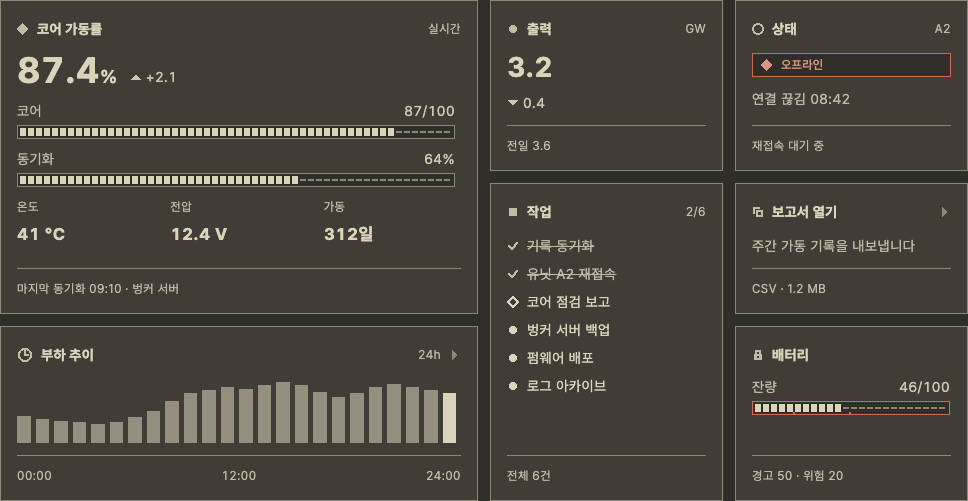 코어 가동률 실시간
87.4% +2.1
코어 87/100
동기화 64%
온도 전압 가동
41 °C 12.4 V 312일
마지막 동기화 09:10 · 벙커 서버
출력 GW
3.2
0.4
전일 3.6
상태 A2
오프라인
연결 끊김 08:42
재접속 대기 중
작업 2/6
기록 동기화
유닛 A2 재접속
코어 점검 보고
벙커 서버 백업
펌웨어 배포
로그 아카이브
전체 6건
보고서 열기
주간 가동 기록을 내보냅니다
CSV · 1.2 MB
부하 추이 24h
00:00 12:00 24:00
배터리
잔량 46/100
경고 50 · 위험 20